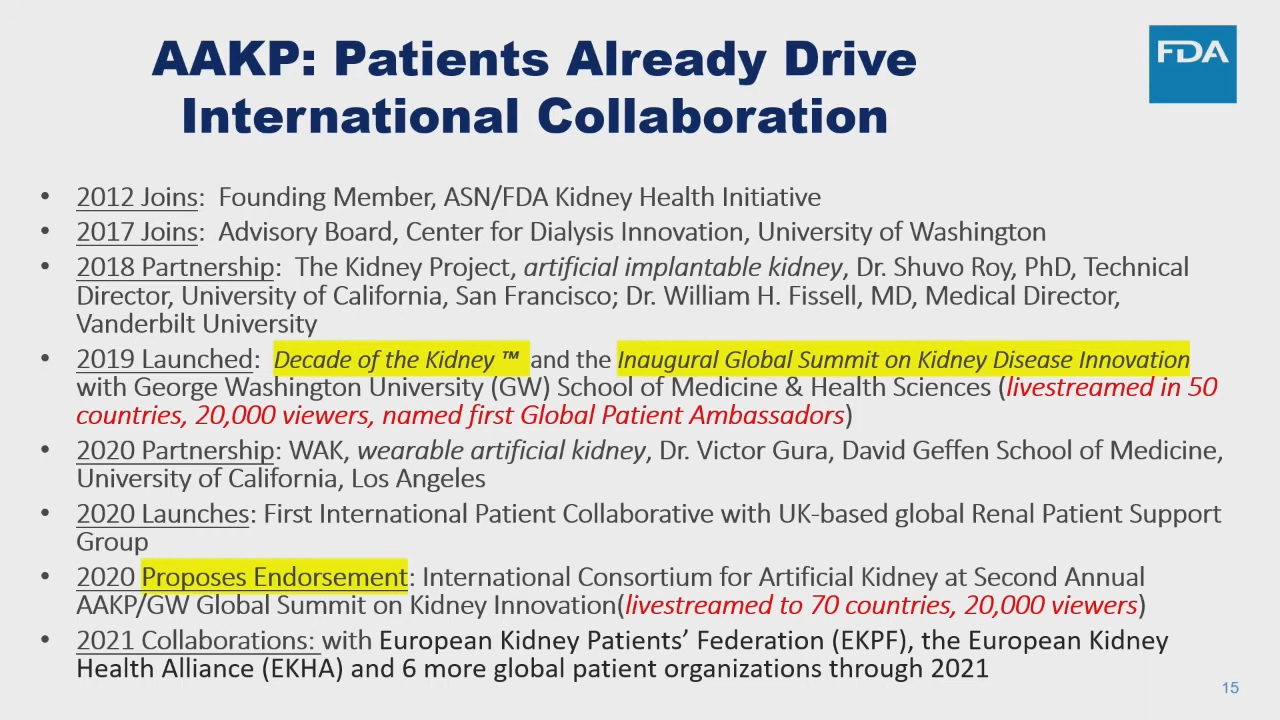 AAKP: Patients Already Drive
International Collaboration
FDA
• 2012 Joins:  Founding Member, ASN/FDA Kidney Health Initiative
• 2017 Joins:  Advisory Board, Center for Dialysis Innovation, University of Washington
• 2018 Partnership:  The Kidney Project, artificial implantable kidney, Dr. Shuvo Roy, PhD, Technical
Director, University of California, San Francisco; Dr. William H. Fissell, MD, Medical Director,
Vanderbilt University
• 2019 Launched:  Decade of the Kidney ™ and the Inaugural Global Summit on Kidney Disease Innovation
with George Washington University (GW) School of Medicine & Health Sciences (livestreamed in 50
countries, 20,000 viewers, named first Global Patient Ambassadors)
• 2020 Partnership: WAK, wearable artificial kidney, Dr. Victor Gura, David Geffen School of Medicine,
University of California, Los Angeles
• 2020 Launches: First International Patient Collaborative with UK-based global Renal Patient Support
Group
• 2020 Proposes Endorsement: International Consortium for Artificial Kidney at Second Annual
AAKP/GW Global Summit on Kidney Innovation(livestreamed to 70 countries, 20,000 viewers)
• 2021 Collaborations: with European Kidney Patients’ Federation (EKPF), the European Kidney
Health Alliance (EKHA) and 6 more global patient organizations through 2021
15